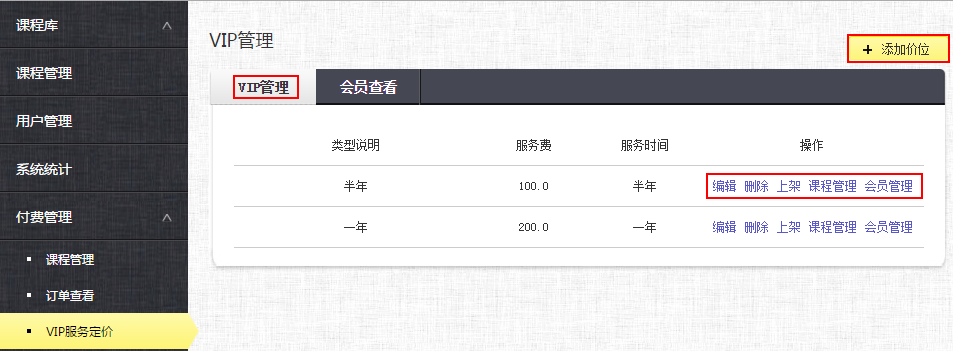 课程库
课程管理
用户管理
系统统计
付费管理
课程管理
订单查看
VIP服务定价
VIP管理
+ 添加价位
VIP管理 会员查看
类型说明 服务费 服务时间 操作
半年 100.0 半年 编辑 删除 上架 课程管理 会员管理
一年 200.0 一年 编辑 删除 上架 课程管理 会员管理